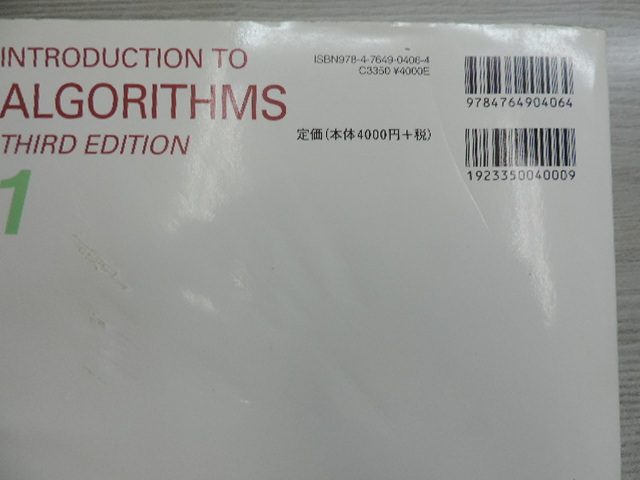 INTRODUCTION TO
ALGORITHMS
THIRD EDITION
1
ISBN978-4-7649-0406-4
C3350 ¥4000E
定価(本体4000円+税)
9784764904064
1923350040009